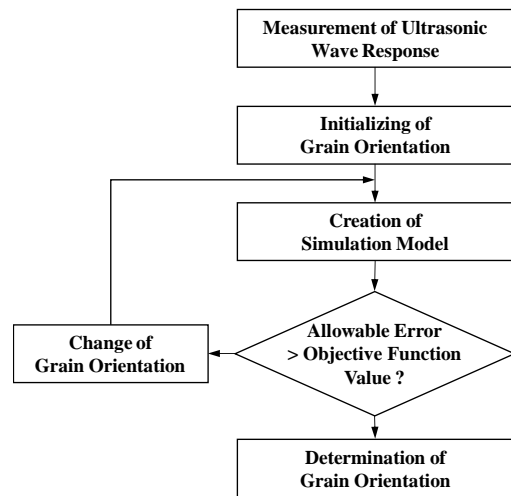 Measurement of Ultrasonic
Wave Response
Initializing of
Grain Orientation
Creation of
Simulation Model
Allowable Error
> Objective Function
Value ?
Change of
Grain Orientation
Determination of
Grain Orientation